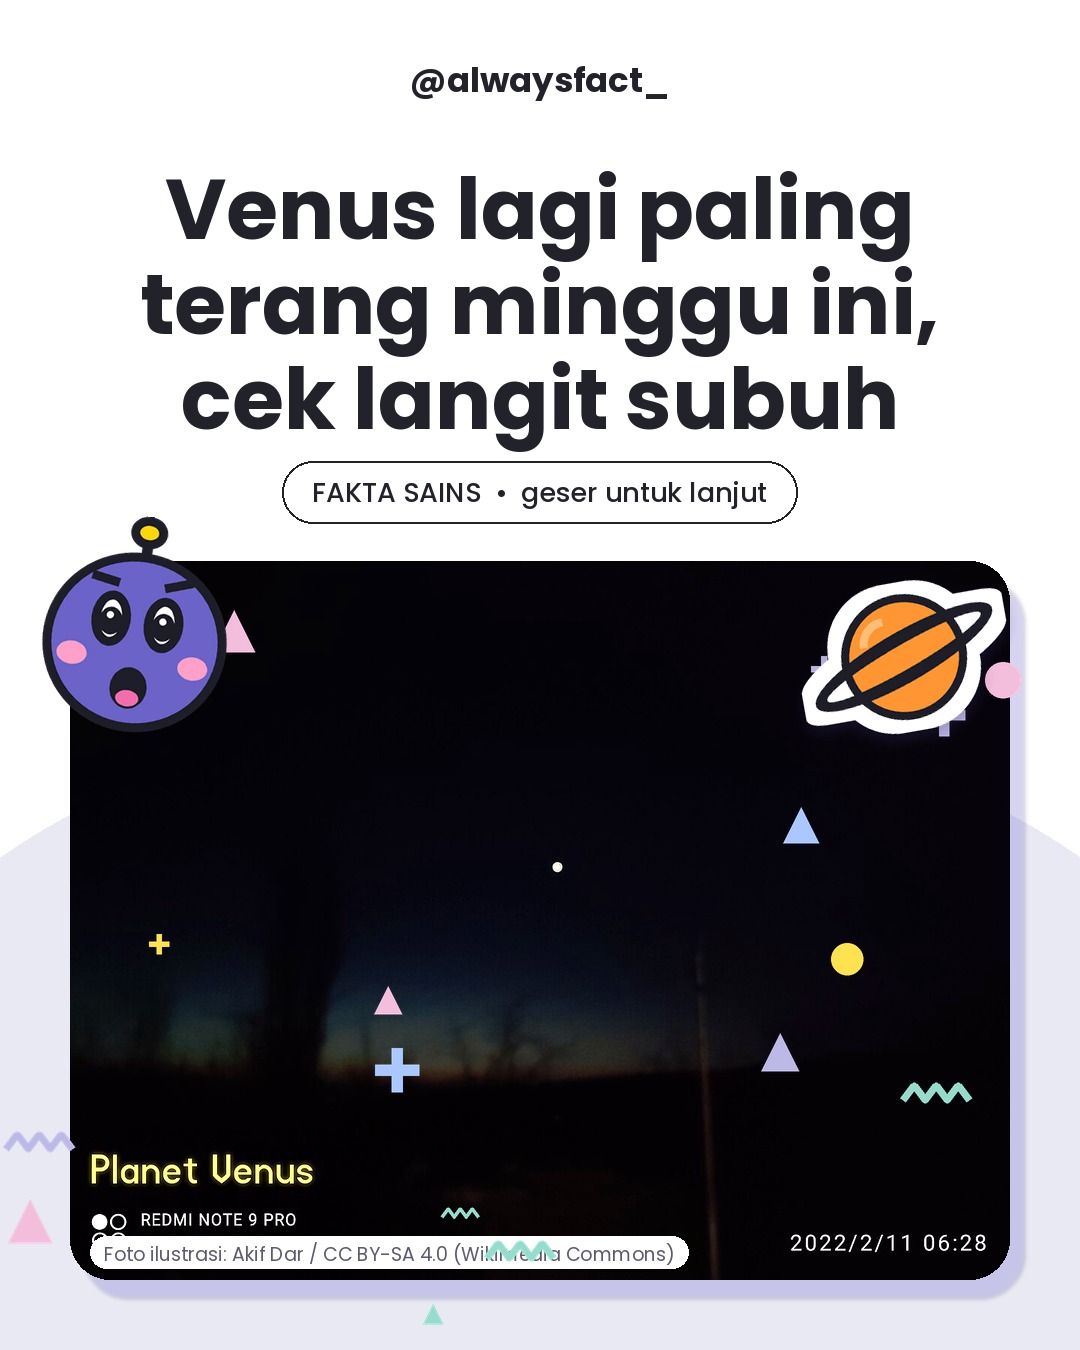 @alwaysfact_
Venus lagi paling
terang minggu ini,
cek langit subuh
FAKTA SAINS • geser untuk lanjut
Planet Venus
REDMI NOTE 9 PRO
Foto ilustrasi: Akif Dar / CC BY-SA 4.0 (Wikimedia Commons)
2022/2/11 06:28